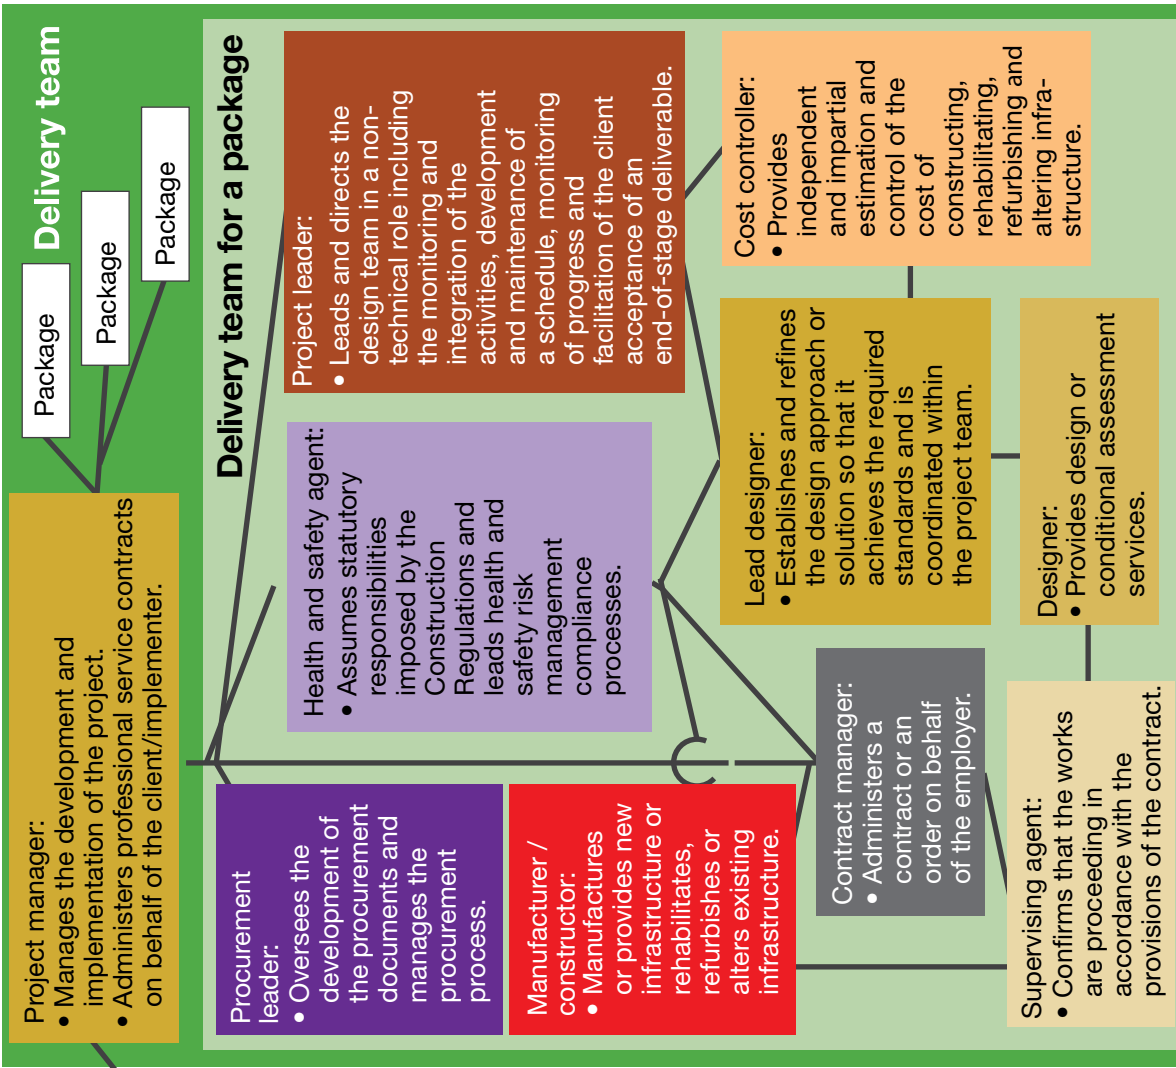 Delivery team
Project manager:
• Manages the development and
implementation of the project.
• Administers professional service contracts
on behalf of the client/implementer.
Package
Package
Package
Delivery team for a package
Procurement
leader:
• Oversees the
development of
the procurement
documents and
manages the
procurement
process.
Health and safety agent:
• Assumes statutory
responsibilities
imposed by the
Construction
Regulations and
leads health and
safety risk
management
compliance
processes.
Project leader:
• Leads and directs the
design team in a non-
technical role including
the monitoring and
integration of the
activities, development
and maintenance of
a schedule, monitoring
of progress and
facilitation of the client
acceptance of an
end-of-stage deliverable.
Manufacturer /
constructor:
• Manufactures
or provides new
infrastructure or
rehabilitates,
refurbishes or
alters existing
infrastructure.
Contract manager:
• Administers a
contract or an
order on behalf
of the employer.
Lead designer:
• Establishes and refines
the design approach or
solution so that it
achieves the required
standards and is
coordinated within
the project team.
Cost controller:
• Provides
independent
and impartial
estimation and
control of the
cost of
constructing,
rehabilitating,
refurbishing and
altering infra-
structure.
Supervising agent:
• Confirms that the works
are proceeding in
accordance with the
provisions of the contract.
Designer:
• Provides design or
conditional assessment
services.